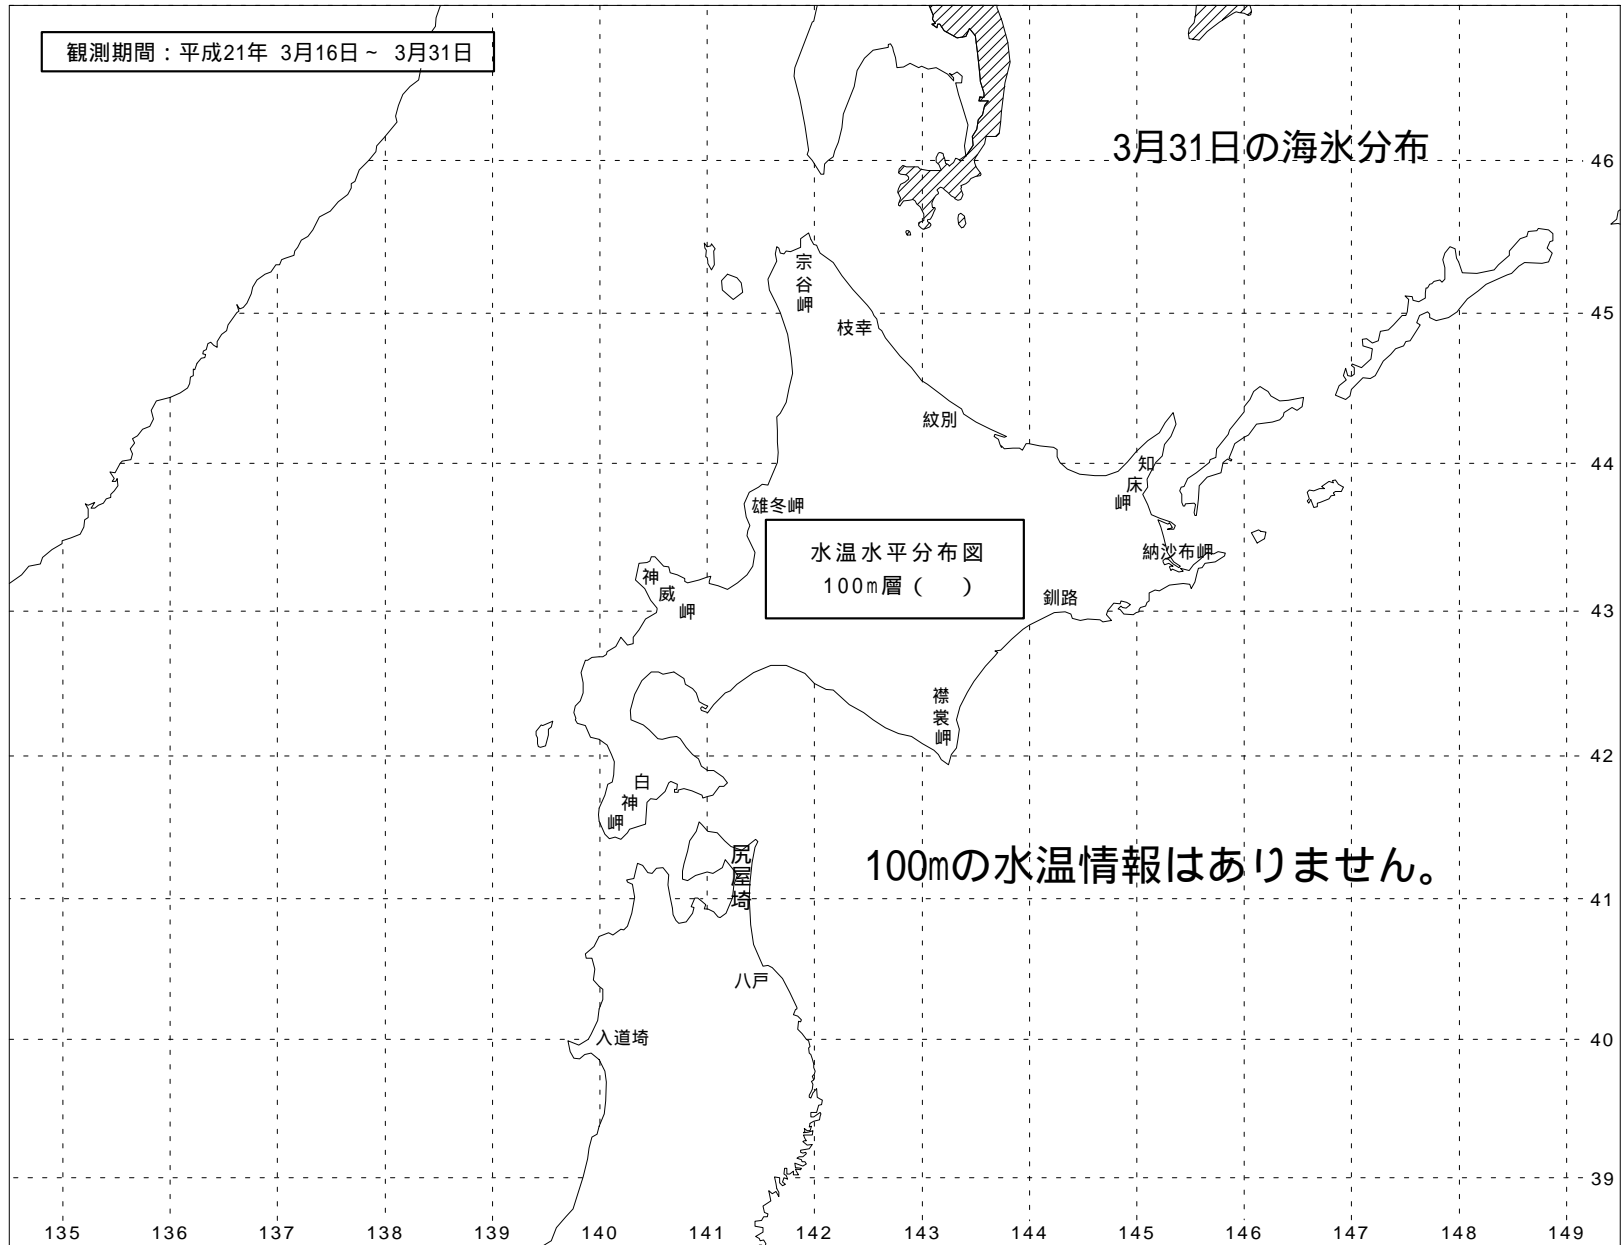 観測期間：平成21年 3月16日～ 3月31日
3月31日の海氷分布
46
宗谷岬
45
枝幸
紋別
44
知床岬
雄冬岬
水温水平分布図
100m層（　）
納沙布岬
神威岬
釧路
43
襟裳岬
42
白神岬
尻屋埼
100mの水温情報はありません。
41
八戸
入道埼
40
39
135 136 137 138 139 140 141 142 143 144 145 146 147 148 149